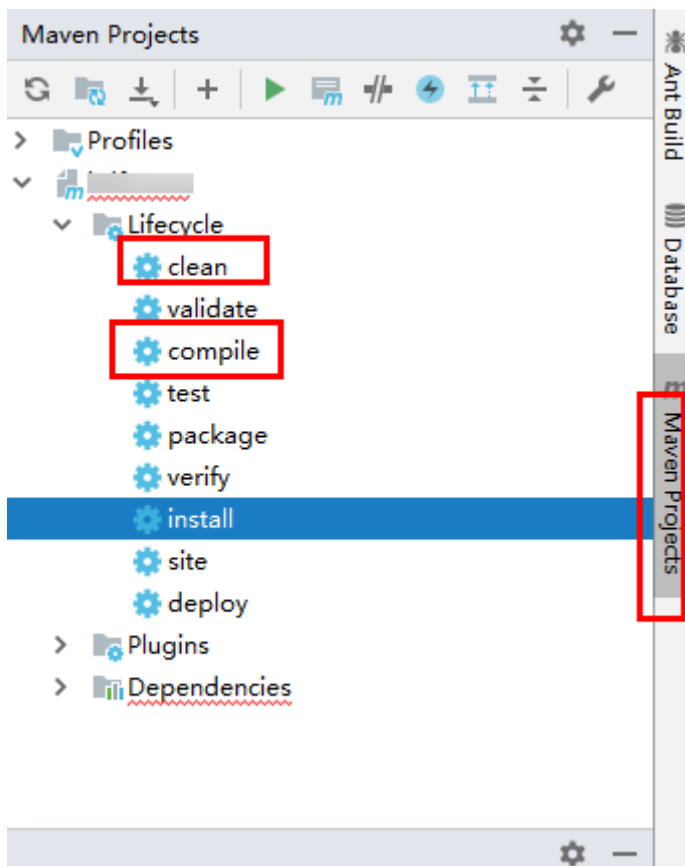 Maven Projects
Profiles
Lifecycle
clean
validate
compile
test
package
verify
install
site
deploy
Plugins
Dependencies
Ant Build
Database
Maven Projects